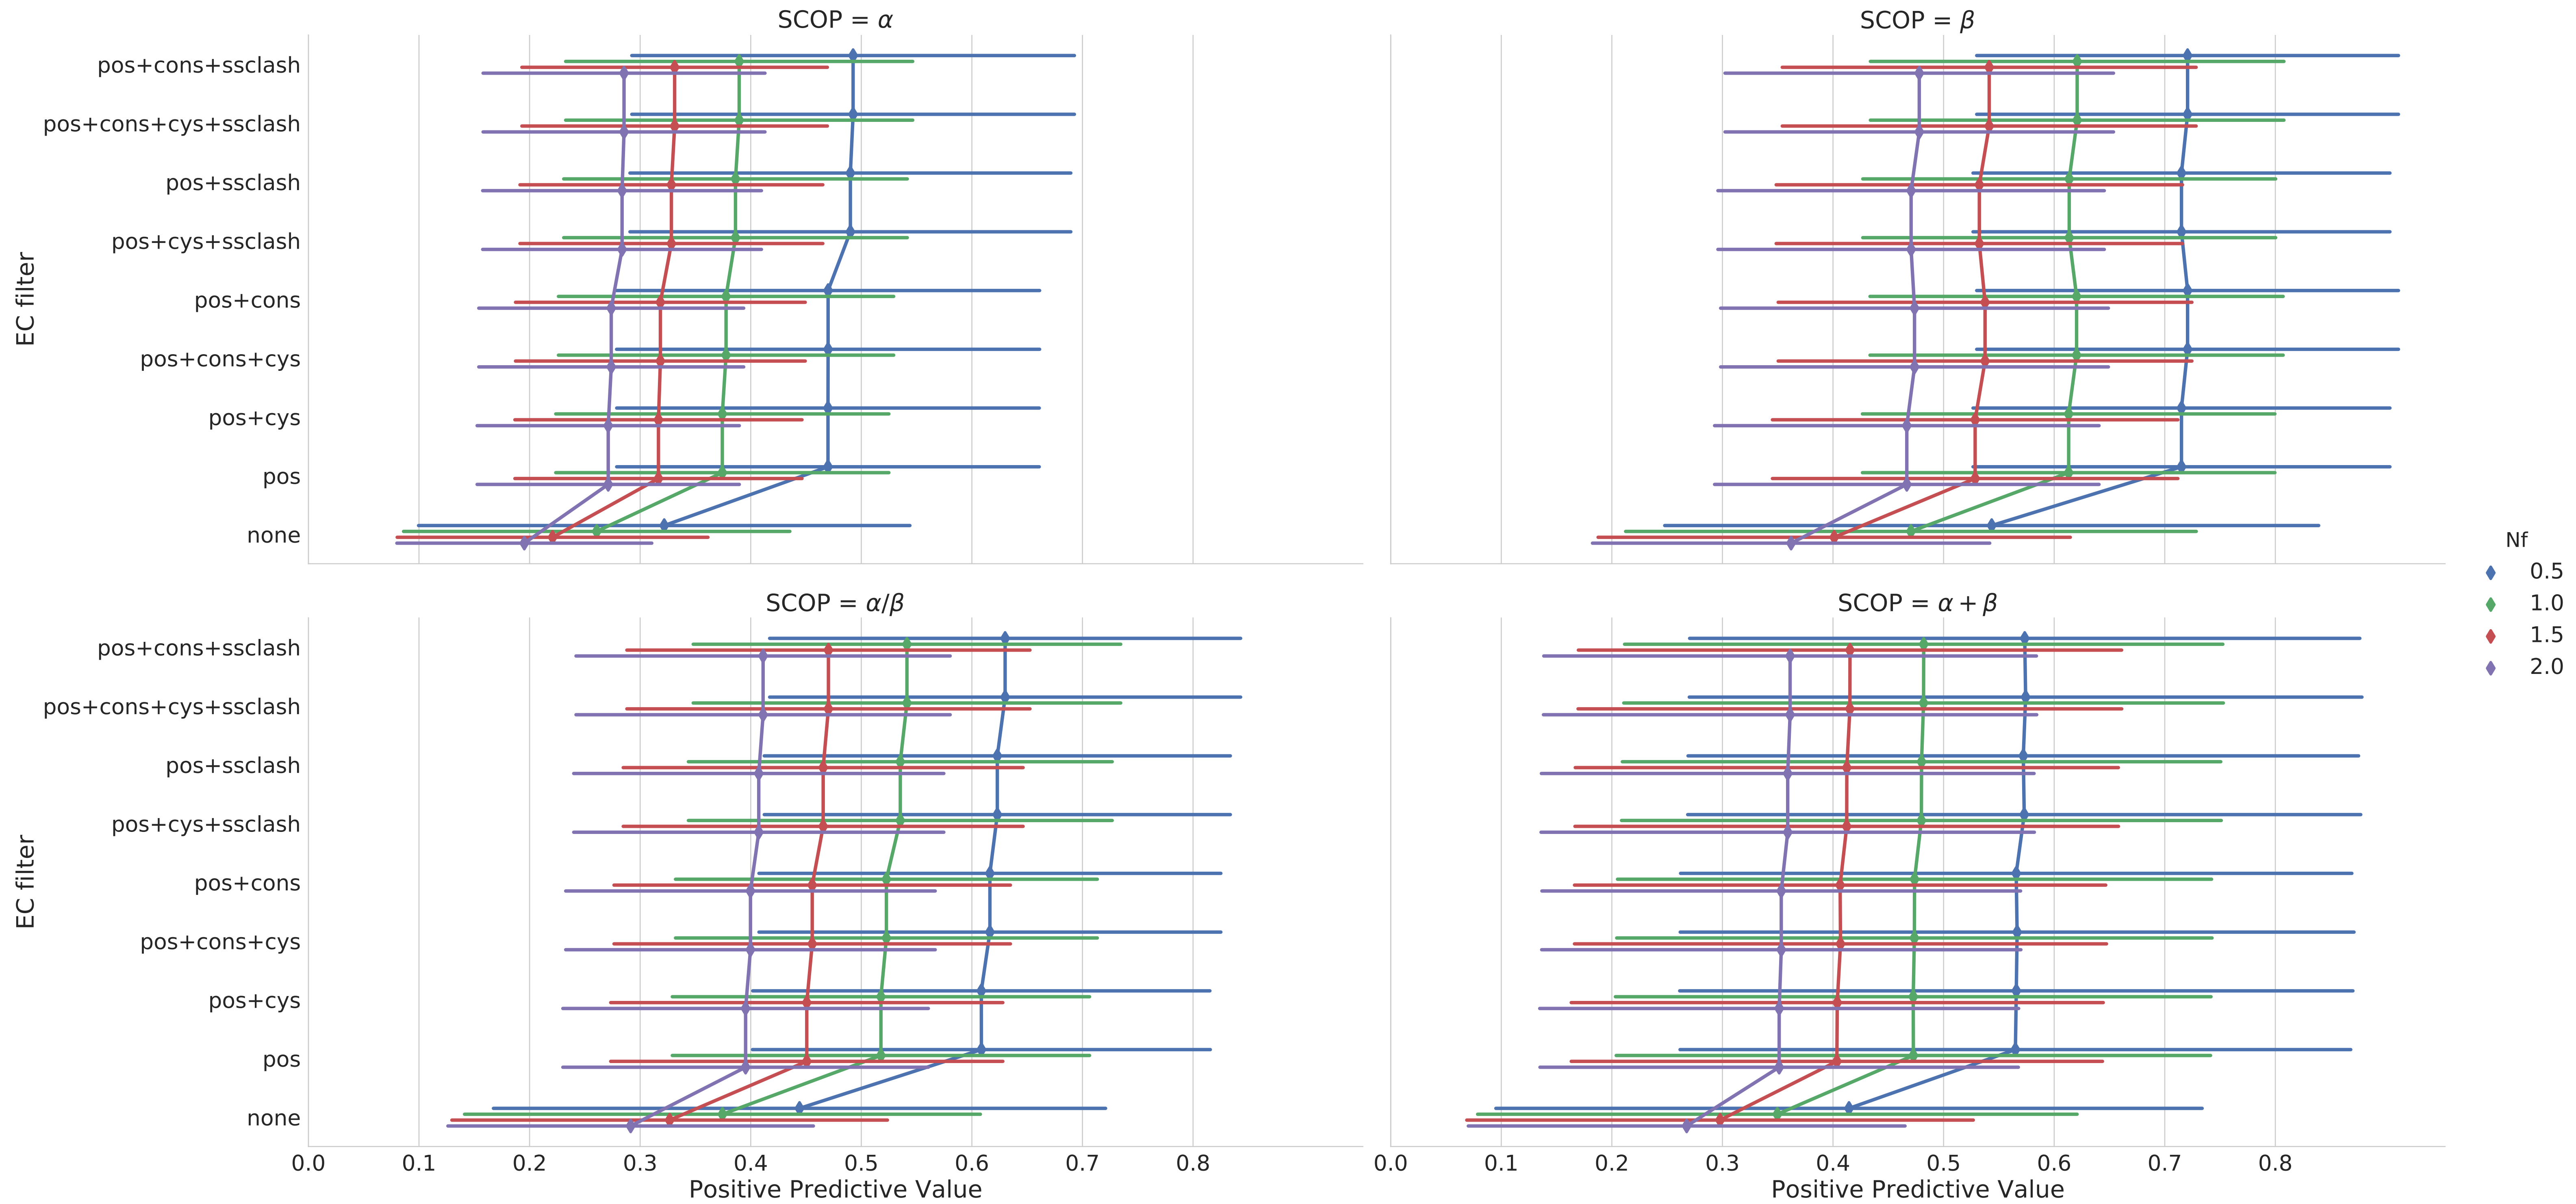 SCOP = α
EC filter
pos+cons+ssclash
pos+cons+cys+ssclash
pos+ssclash
pos+cys+ssclash
pos+cons
pos+cons+cys
pos+cys
pos
none
SCOP = β
SCOP = α/β
EC filter
pos+cons+ssclash
pos+cons+cys+ssclash
pos+ssclash
pos+cys+ssclash
pos+cons
pos+cons+cys
pos+cys
pos
none
0.0 0.1 0.2 0.3 0.4 0.5 0.6 0.7 0.8
Positive Predictive Value
SCOP = α + β
0.0 0.1 0.2 0.3 0.4 0.5 0.6 0.7 0.8
Positive Predictive Value
Nf
0.5
1.0
1.5
2.0